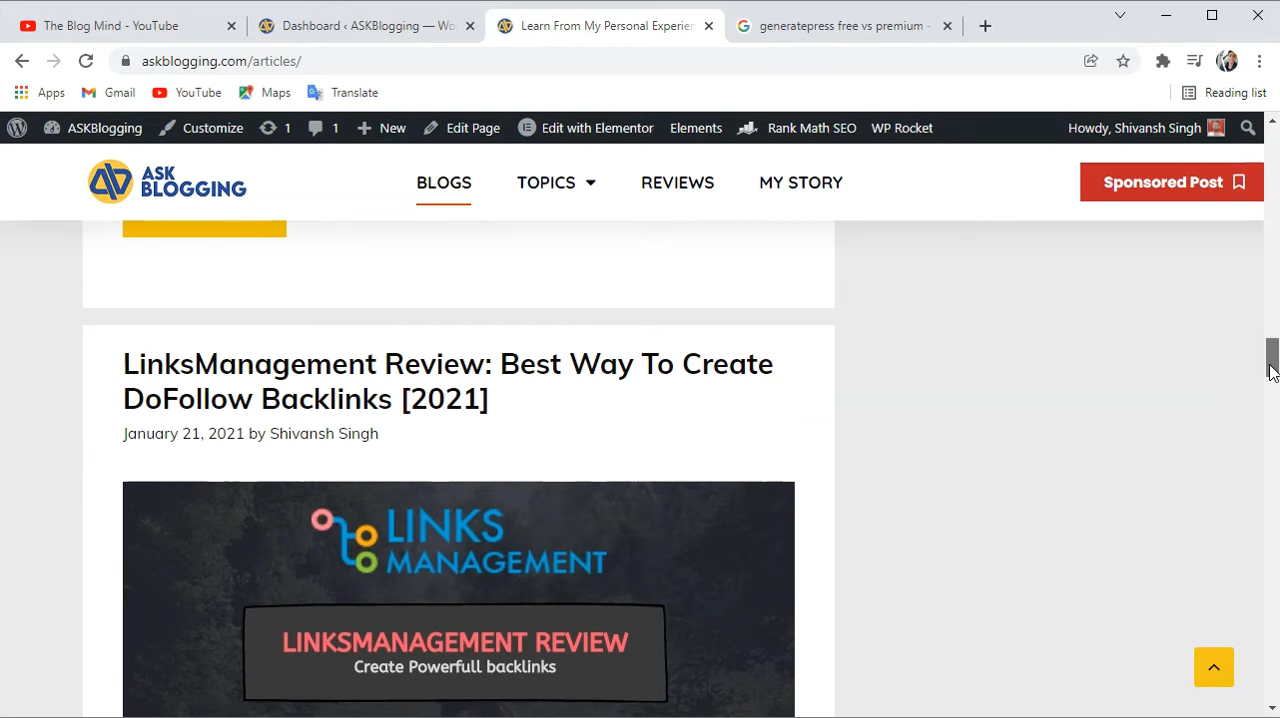 The Blog Mind - YouTube
Dashboard ‹ ASKBlogging — Wo
Learn From My Personal Experien
generatepress free vs premium -
askblogging.com/articles/
Apps
Gmail
YouTube
Maps
Translate
Reading list
ASKBlogging
Customize
1
1
New
Edit Page
Edit with Elementor
Elements
Rank Math SEO
WP Rocket
Howdy, Shivansh Singh
ASK
BLOGGING
BLOGS
TOPICS
REVIEWS
MY STORY
Sponsored Post
LinksManagement Review: Best Way To Create
DoFollow Backlinks [2021]
January 21, 2021 by Shivansh Singh
LINKS
MANAGEMENT
LINKSMANAGEMENT REVIEW
Create Powerfull backlinks